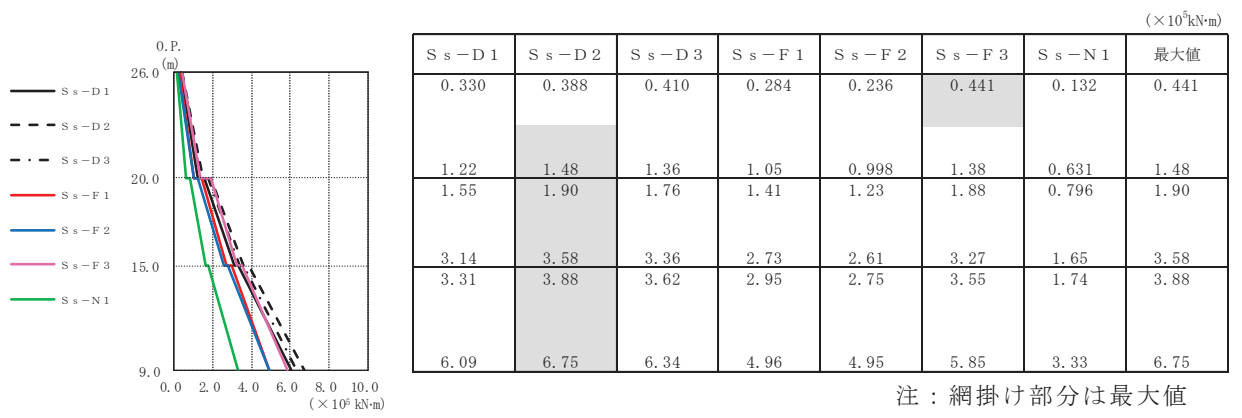 (×10⁵kN·m)
O.P.
(m)
26.0
20.0
15.0
9.0
0.0 2.0 4.0 6.0 8.0 10.0
(×10⁵ kN·m)
Ss-D1
Ss-D2
Ss-D3
Ss-F1
Ss-F2
Ss-F3
Ss-N1
Ss-D1 Ss-D2 Ss-D3 Ss-F1 Ss-F2 Ss-F3 Ss-N1 最大値
0.330 0.388 0.410 0.284 0.236 0.441 0.132 0.441
1.22 1.48 1.36 1.05 0.998 1.38 0.631 1.48
1.55 1.90 1.76 1.41 1.23 1.88 0.796 1.90
3.14 3.58 3.36 2.73 2.61 3.27 1.65 3.58
3.31 3.88 3.62 2.95 2.75 3.55 1.74 3.88
6.09 6.75 6.34 4.96 4.95 5.85 3.33 6.75
注：網掛け部分は最大値